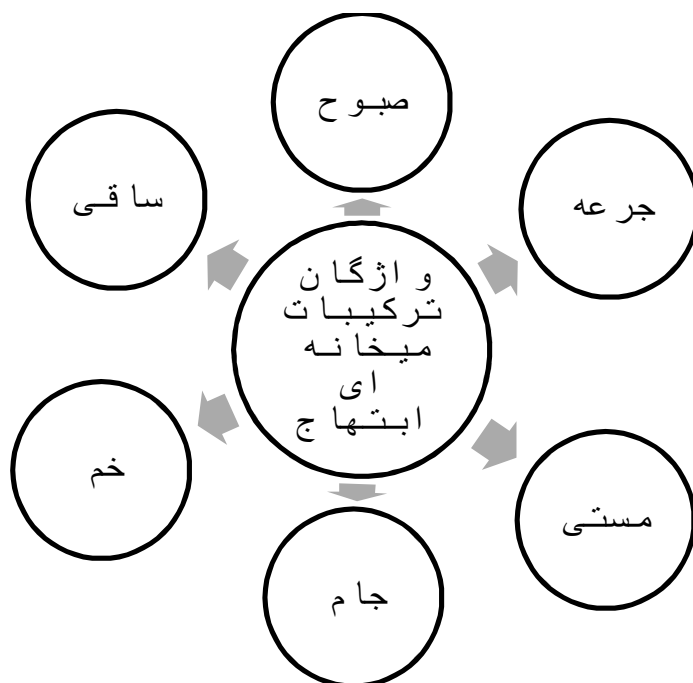 صبوح
جرعه
ساقی
واژگان
ترکیبات
میخانه
ای
ابتهاج
خم
مستی
جام